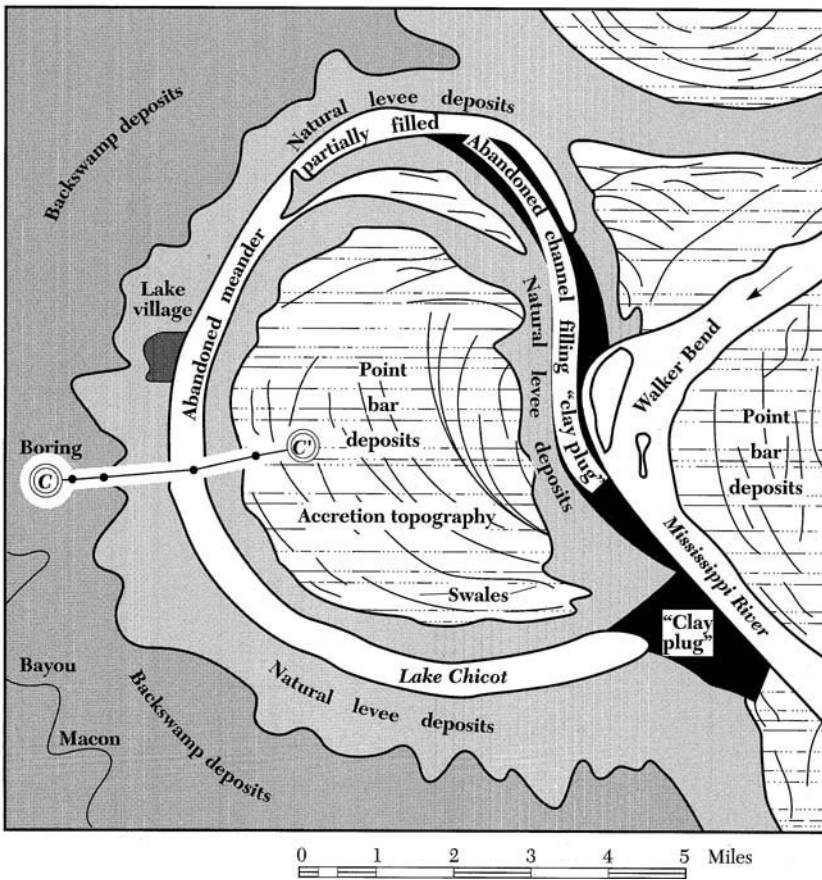 Backswamp deposits
Natural levee deposits
partially filled
Abandoned channel filling "clay plug"
Abandoned meander
Natural levee deposits
Lake
village
Walker Bend
Point
bar
deposits
Point
bar
deposits
Boring
C
C'
Accretion topography
Swales
Mississippi River
"Clay
plug"
Lake Chicot
Natural levee deposits
Bayou
Macon
Backswamp deposits
0 1 2 3 4 5 Miles